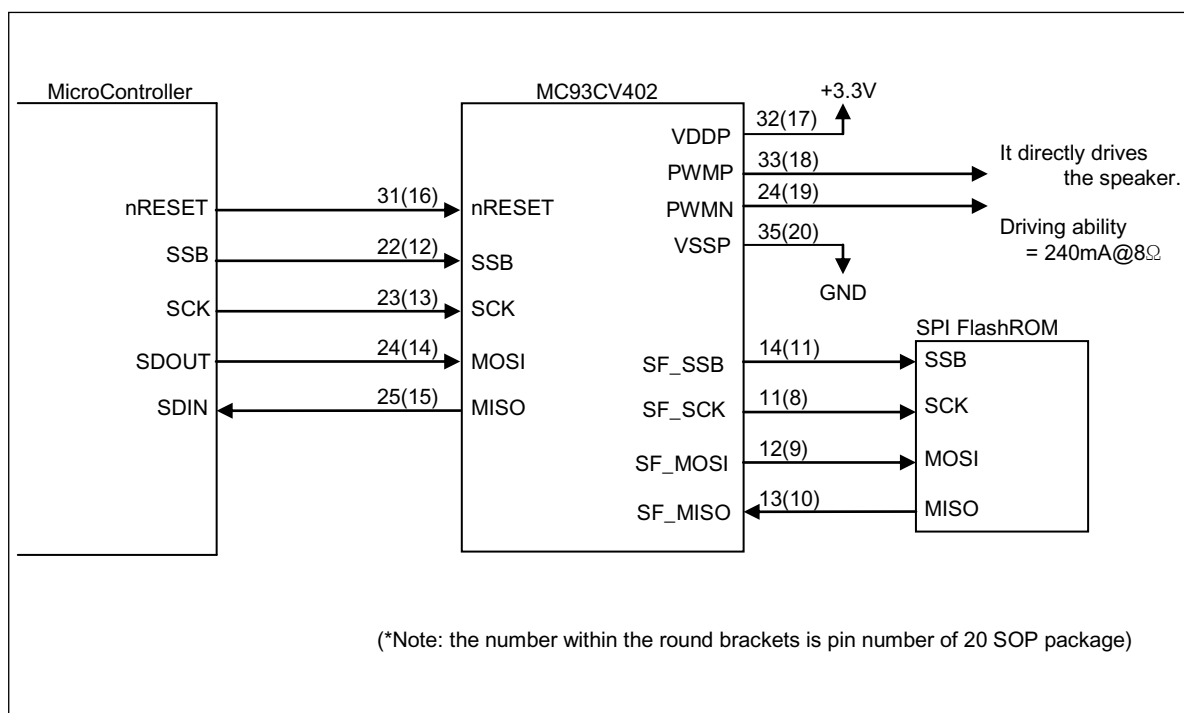 MicroController
MC93CV402
+3.3V
VDDP
32(17)
PWMP
33(18)
It directly drives
the speaker.
nRESET
31(16)
nRESET
PWMN
24(19)
SSB
22(12)
SSB
VSSP
35(20)
Driving ability
= 240mA@8Ω
SCK
23(13)
SCK
GND
SPI FlashROM
SDOUT
24(14)
MOSI
SF_SSB
14(11)
SSB
SDIN
25(15)
MISO
SF_SCK
11(8)
SCK
SF_MOSI
12(9)
MOSI
SF_MISO
13(10)
MISO
(*Note: the number within the round brackets is pin number of 20 SOP package)